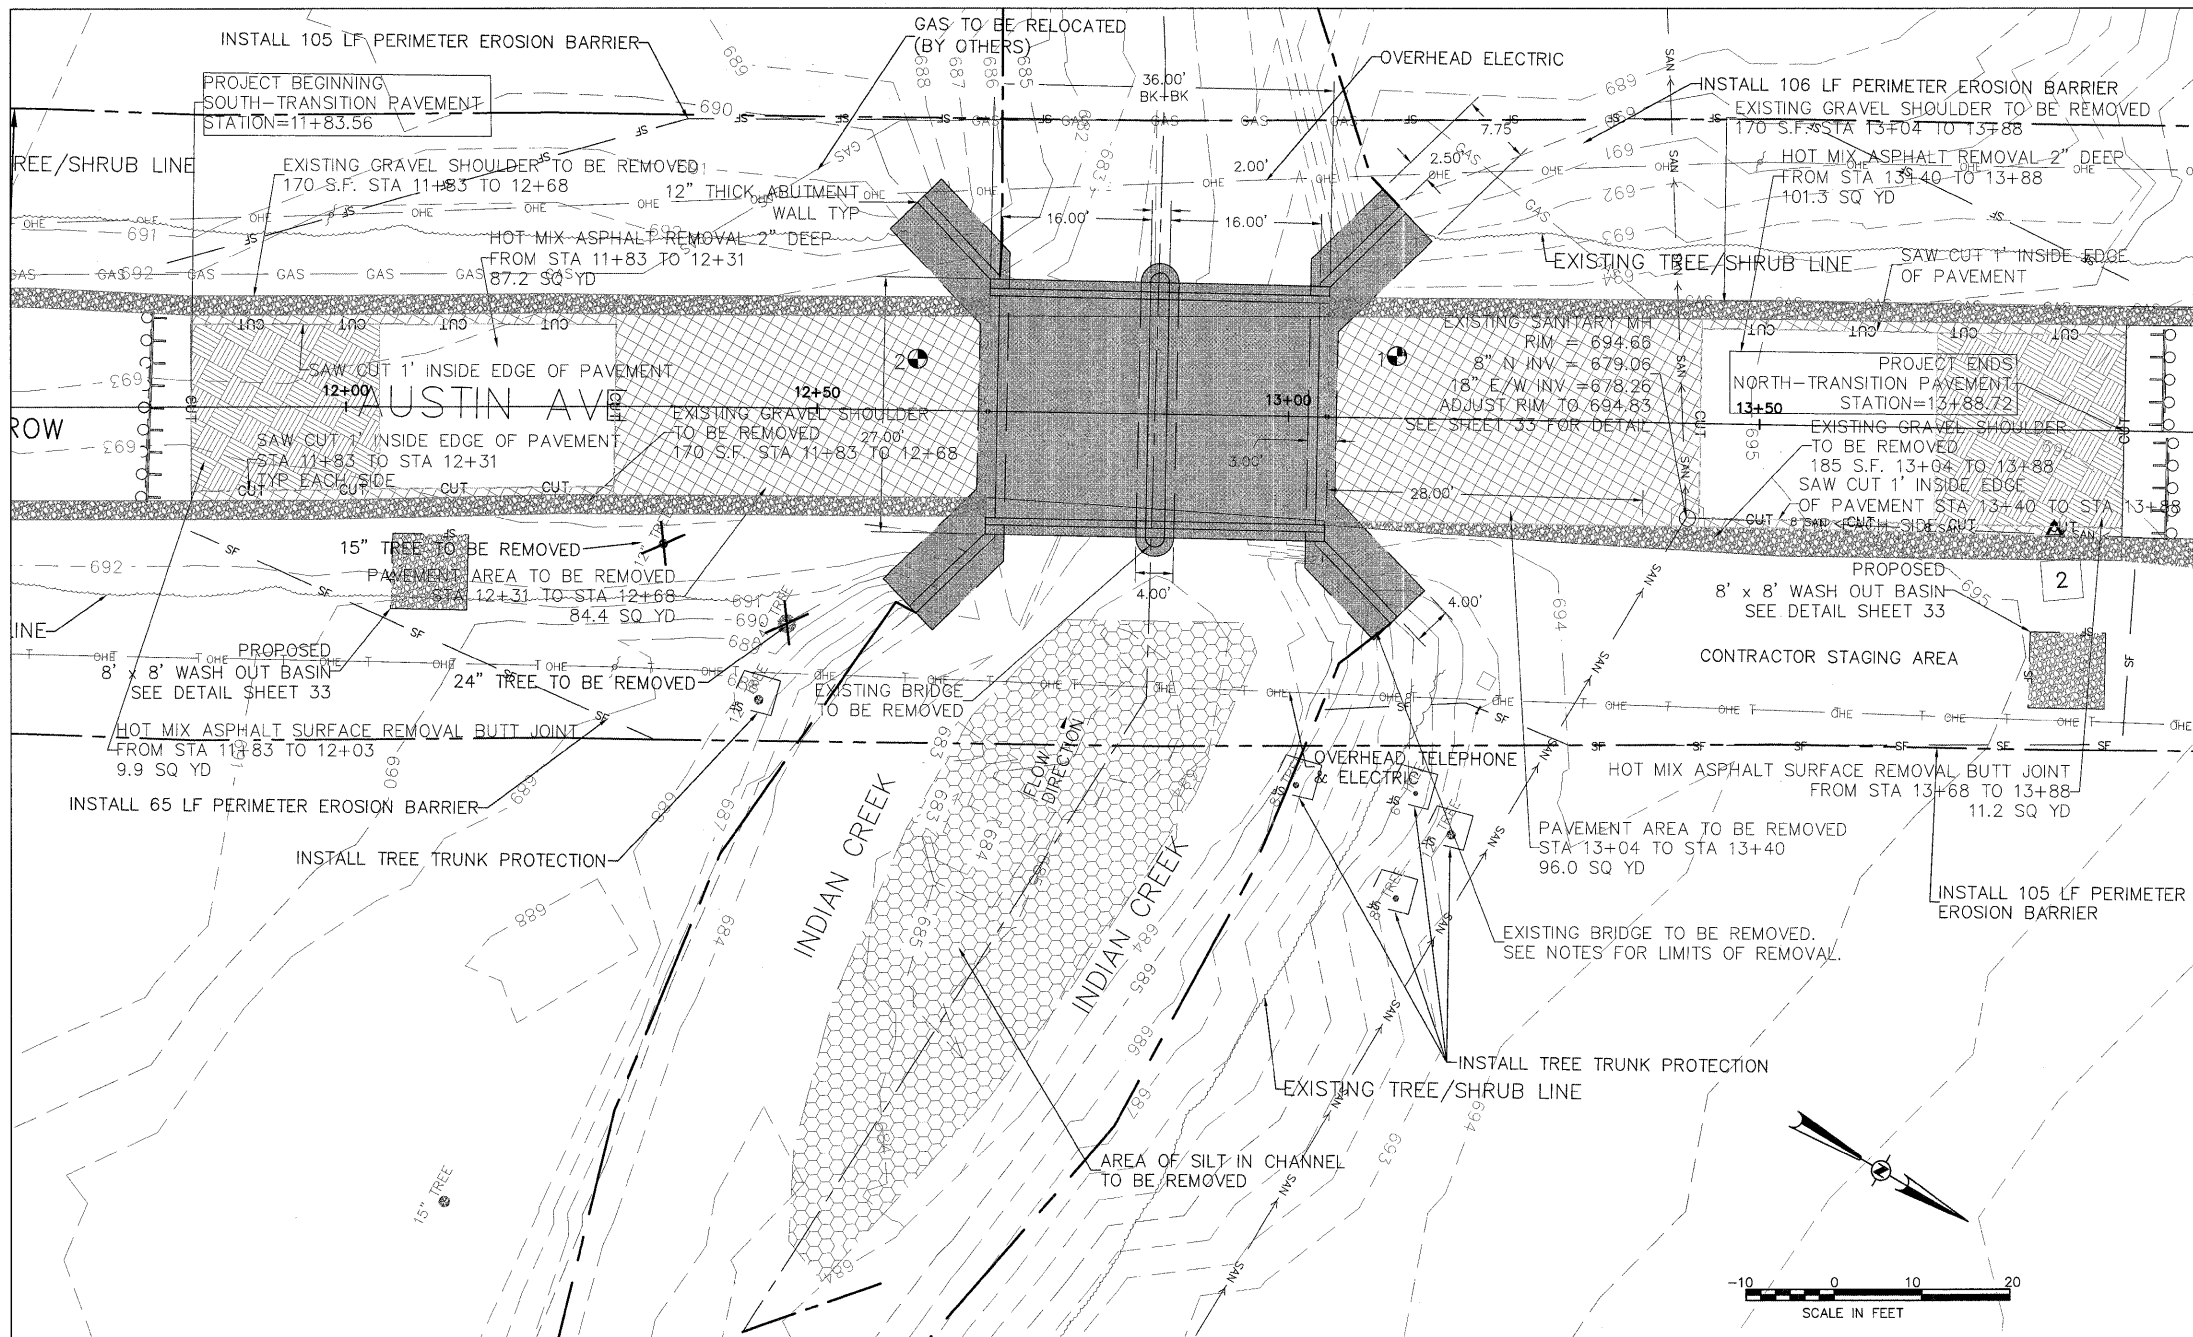 INSTALL 105 LF PERIMETER EROSION BARRIER
GAS TO BE RELOCATED
(BY OTHERS)
OVERHEAD ELECTRIC
PROJECT BEGINNING
SOUTH-TRANSITION PAVEMENT
STATION=11+83.56
36.00'
BK-BK
INSTALL 106 LF PERIMETER EROSION BARRIER
EXISTING GRAVEL SHOULDER TO BE REMOVED
170 S.F. STA 13+04 TO 13+88
7.75'
2.50'
2.00'
HOT MIX ASPHALT REMOVAL 2" DEEP
FROM STA 13+40 TO 13+88
101.3 SQ YD
REE/SHRUB LINE
EXISTING GRAVEL SHOULDER TO BE REMOVED
170 S.F. STA 11+83 TO 12+68
12" THICK ABUTMENT
WALL TYP
16.00'
16.00'
HOT MIX ASPHALT REMOVAL 2" DEEP
FROM STA 11+83 TO 12+31
87.2 SQ YD
EXISTING TREE/SHRUB LINE
SAW CUT 1' INSIDE EDGE
OF PAVEMENT
EXISTING SANITARY MH
RIM = 694.66
8" N INV = 679.06
18" E/W INV =678.26
ADJUST RIM TO 694.83
SEE SHEET 33 FOR DETAIL
PROJECT ENDS
NORTH-TRANSITION PAVEMENT
STATION=13+88.72
SAW CUT 1' INSIDE EDGE OF PAVEMENT
2
1
12+00
AUSTIN AVE
12+50
13+00
13+50
ROW
EXISTING GRAVEL SHOULDER
TO BE REMOVED
170 S.F. STA 11+83 TO 12+68
27.00'
3.00'
28.00'
SAW CUT 1' INSIDE EDGE OF PAVEMENT
STA 11+83 TO STA 12+31
TYP EACH SIDE
EXISTING GRAVEL SHOULDER
TO BE REMOVED
185 S.F. 13+04 TO 13+88
SAW CUT 1' INSIDE EDGE
OF PAVEMENT STA 13+40 TO STA 13+88
EACH SIDE
15" TREE TO BE REMOVED
12" TREE
PAVEMENT AREA TO BE REMOVED
STA 12+31 TO STA 12+68
84.4 SQ YD
4.00'
4.00'
PROPOSED
8' x 8' WASH OUT BASIN
SEE DETAIL SHEET 33
2
LINE
PROPOSED
8' x 8' WASH OUT BASIN
SEE DETAIL SHEET 33
24" TREE TO BE REMOVED
EXISTING BRIDGE
TO BE REMOVED
CONTRACTOR STAGING AREA
HOT MIX ASPHALT SURFACE REMOVAL BUTT JOINT
FROM STA 11+83 TO 12+03
9.9 SQ YD
FLOW
DIRECTION
OVERHEAD TELEPHONE
& ELECTRIC
HOT MIX ASPHALT SURFACE REMOVAL BUTT JOINT
FROM STA 13+68 TO 13+88
11.2 SQ YD
INSTALL 65 LF PERIMETER EROSION BARRIER
INSTALL TREE TRUNK PROTECTION
INDIAN CREEK
INDIAN CREEK
PAVEMENT AREA TO BE REMOVED
STA 13+04 TO STA 13+40
96.0 SQ YD
INSTALL 105 LF PERIMETER
EROSION BARRIER
EXISTING BRIDGE TO BE REMOVED.
SEE NOTES FOR LIMITS OF REMOVAL.
INSTALL TREE TRUNK PROTECTION
EXISTING TREE/SHRUB LINE
AREA OF SILT IN CHANNEL
TO BE REMOVED
15" TREE
N
-10 0 10 20
SCALE IN FEET